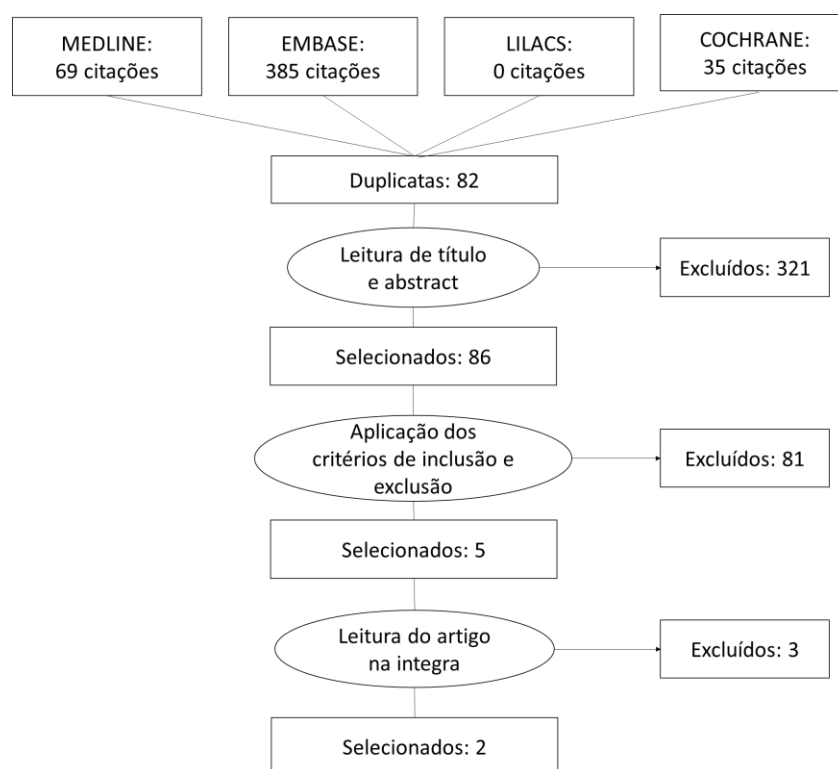 MEDLINE:
69 citações
EMBASE:
385 citações
LILACS:
0 citações
COCHRANE:
35 citações
Duplicatas: 82
Leitura de título
e abstract
Excluídos: 321
Selecionados: 86
Aplicação dos
critérios de inclusão e
exclusão
Excluídos: 81
Selecionados: 5
Leitura do artigo
na integra
Excluídos: 3
Selecionados: 2